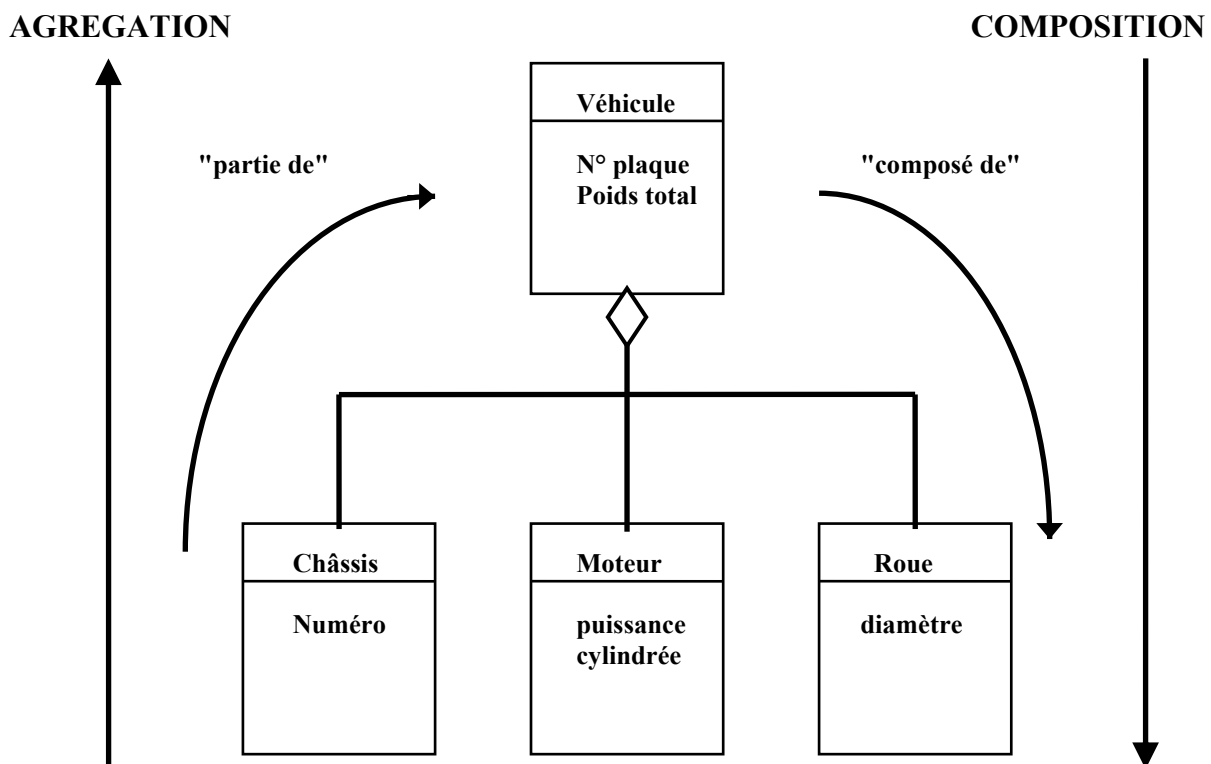 AGREGATION
COMPOSITION
Véhicule
"partie de"
N° plaque
Poids total
"composé de"
Châssis
Numéro
Moteur
puissance
cylindrée
Roue
diamètre